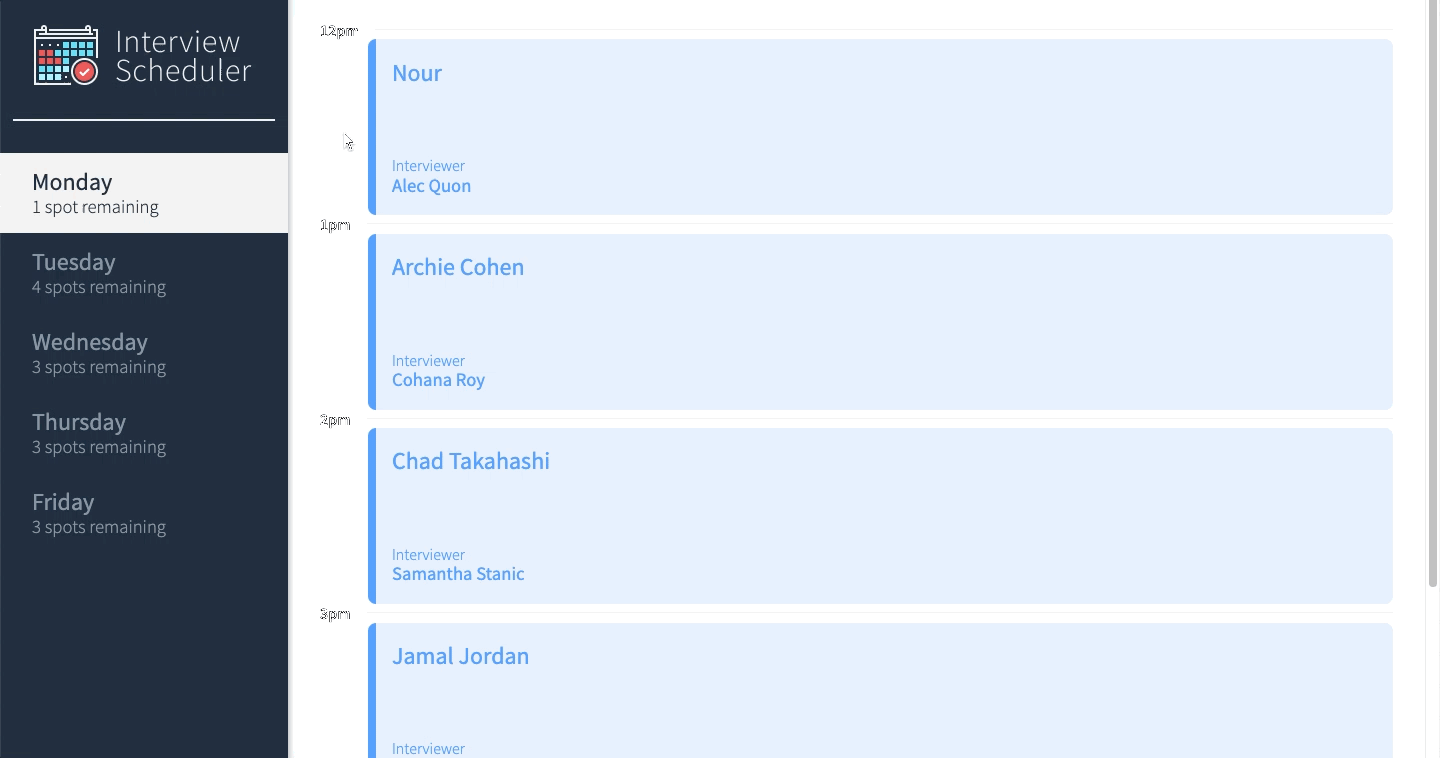 Interview
Scheduler
Monday
1 spot remaining
Tuesday
4 spots remaining
Wednesday
3 spots remaining
Thursday
3 spots remaining
Friday
3 spots remaining
12pm
Nour
Interviewer
Alec Quon
1pm
Archie Cohen
Interviewer
Cohana Roy
2pm
Chad Takahashi
Interviewer
Samantha Stanic
3pm
Jamal Jordan
Interviewer